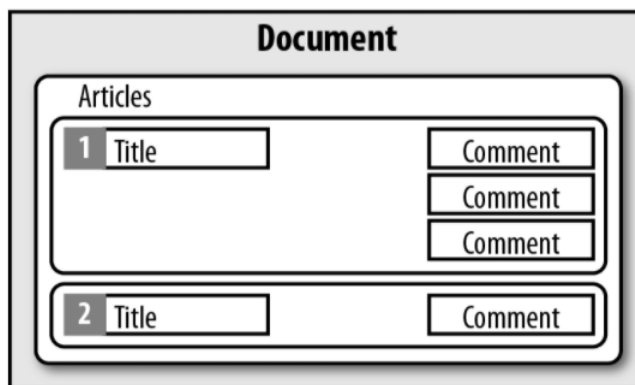 Document
Articles
1 Title Comment
Comment
Comment
2 Title Comment